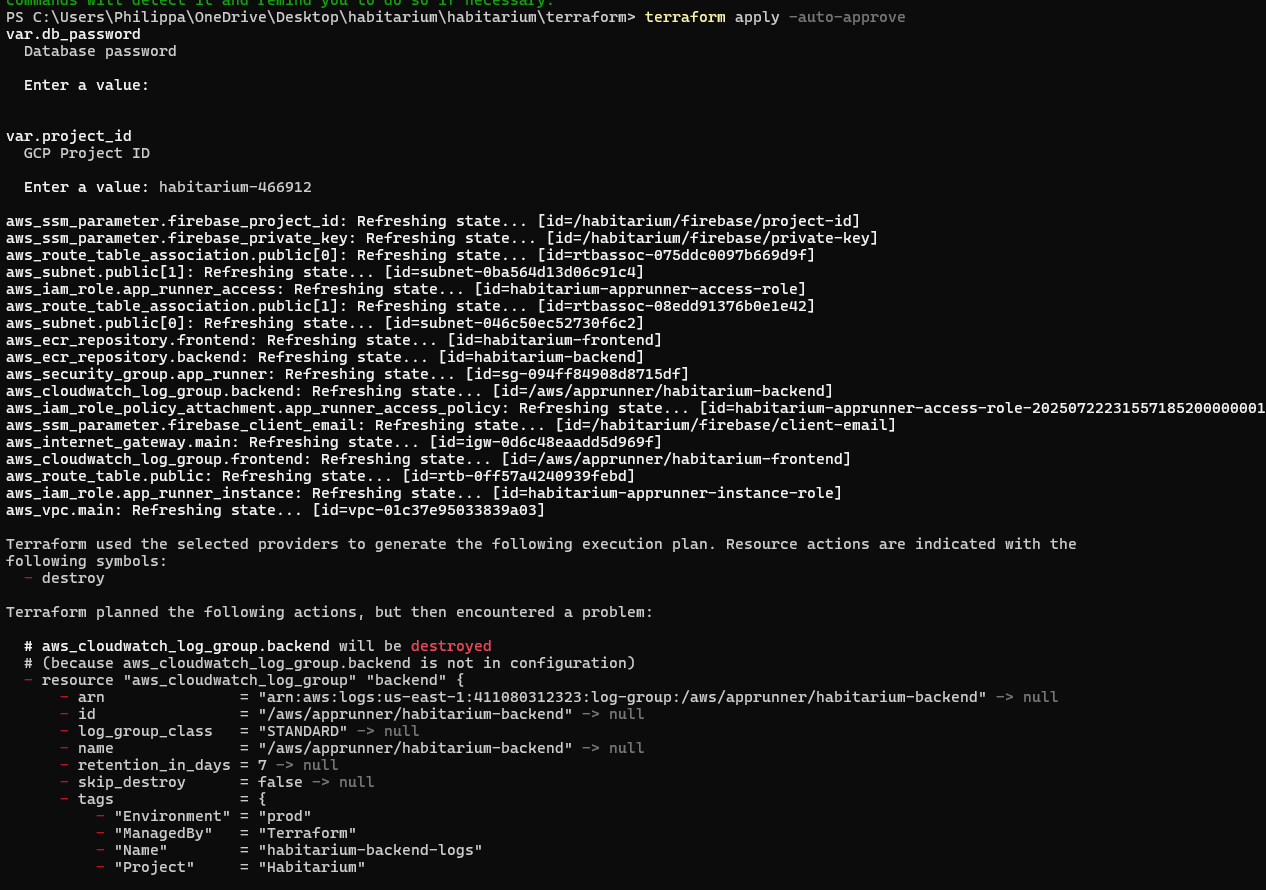 commands will detect it and remind you to do so if necessary.
PS C:\Users\Philippa\OneDrive\Desktop\habitarium\habitarium\terraform> terraform apply -auto-approve
var.db_password
  Database password

  Enter a value:


var.project_id
  GCP Project ID

  Enter a value: habitarium-466912

aws_ssm_parameter.firebase_project_id: Refreshing state... [id=/habitarium/firebase/project-id]
aws_ssm_parameter.firebase_private_key: Refreshing state... [id=/habitarium/firebase/private-key]
aws_route_table_association.public[0]: Refreshing state... [id=rtbassoc-075ddc0097b669d9f]
aws_subnet.public[1]: Refreshing state... [id=subnet-0ba564d13d06c91c4]
aws_iam_role.app_runner_access: Refreshing state... [id=habitarium-apprunner-access-role]
aws_route_table_association.public[1]: Refreshing state... [id=rtbassoc-08edd91376b0e1e42]
aws_subnet.public[0]: Refreshing state... [id=subnet-046c50ec52730f6c2]
aws_ecr_repository.frontend: Refreshing state... [id=habitarium-frontend]
aws_ecr_repository.backend: Refreshing state... [id=habitarium-backend]
aws_security_group.app_runner: Refreshing state... [id=sg-094ff84908d8715df]
aws_cloudwatch_log_group.backend: Refreshing state... [id=/aws/apprunner/habitarium-backend]
aws_iam_role_policy_attachment.app_runner_access_policy: Refreshing state... [id=habitarium-apprunner-access-role-20250722231557185200000001
aws_ssm_parameter.firebase_client_email: Refreshing state... [id=/habitarium/firebase/client-email]
aws_internet_gateway.main: Refreshing state... [id=igw-0d6c48eaadd5d969f]
aws_cloudwatch_log_group.frontend: Refreshing state... [id=/aws/apprunner/habitarium-frontend]
aws_route_table.public: Refreshing state... [id=rtb-0ff57a4240939febd]
aws_iam_role.app_runner_instance: Refreshing state... [id=habitarium-apprunner-instance-role]
aws_vpc.main: Refreshing state... [id=vpc-01c37e95033839a03]

Terraform used the selected providers to generate the following execution plan. Resource actions are indicated with the
following symbols:
  - destroy

Terraform planned the following actions, but then encountered a problem:

  # aws_cloudwatch_log_group.backend will be destroyed
  # (because aws_cloudwatch_log_group.backend is not in configuration)
  - resource "aws_cloudwatch_log_group" "backend" {
      - arn               = "arn:aws:logs:us-east-1:411080312323:log-group:/aws/apprunner/habitarium-backend" -> null
      - id                = "/aws/apprunner/habitarium-backend" -> null
      - log_group_class   = "STANDARD" -> null
      - name              = "/aws/apprunner/habitarium-backend" -> null
      - retention_in_days = 7 -> null
      - skip_destroy      = false -> null
      - tags              = {
          - "Environment" = "prod"
          - "ManagedBy"   = "Terraform"
          - "Name"        = "habitarium-backend-logs"
          - "Project"     = "Habitarium"